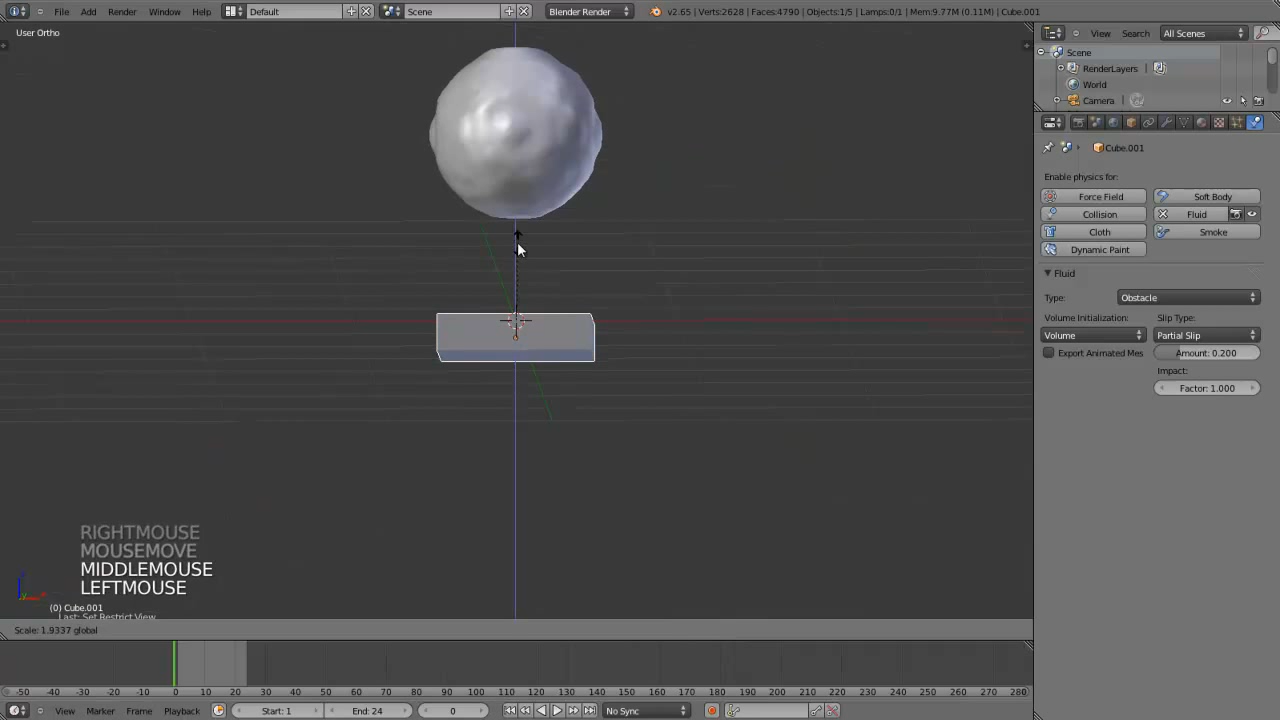 File Add Render Window Help Default Scene Blender Render v2.65 | Verts:2628 | Faces:4790 | Objects:1/5 | Lamps:0/1 | Mem:9.77M (0.11M) | Cube.001
User Ortho
View Search All Scenes
Scene
RenderLayers
World
Camera
Cube.001
Enable physics for:
Force Field Soft Body
Collision Fluid
Cloth Smoke
Dynamic Paint
Fluid
Type: Obstacle
Volume Initialization: Slip Type:
Volume Partial Slip
Export Animated Mes Amount: 0.200
Impact:
Factor: 1.000
RIGHTMOUSE
MOUSEMOVE
MIDDLEMOUSE
LEFTMOUSE
(0) Cube.001
Last: Set Restrict View
Scale: 1.9337 global
-50 -40 -30 -20 -10 0 10 20 30 40 50 60 70 80 90 100 110 120 130 140 150 160 170 180 190 200 210 220 230 240 250 260 270 280
View Marker Frame Playback Start: 1 End: 24 0 No Sync